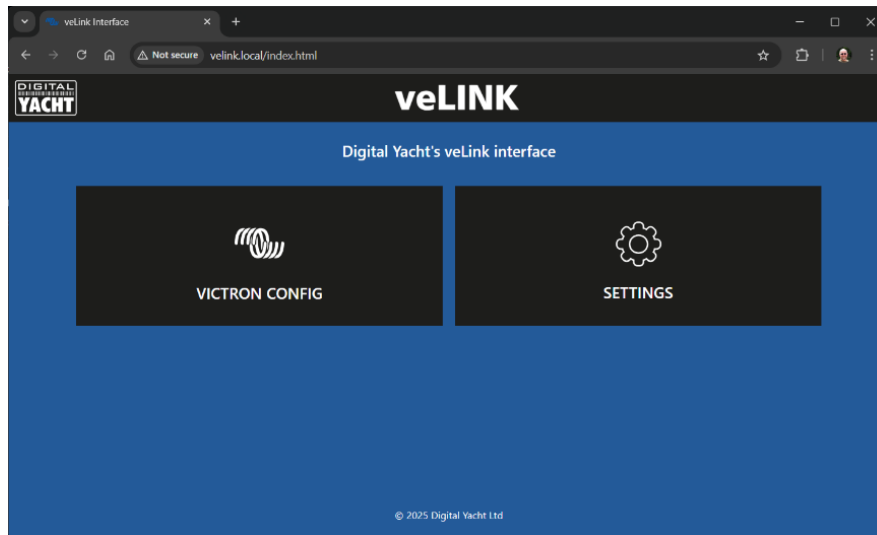 veLink Interface
Not secure velink.local/index.html
DIGITAL
YACHT
veLINK
Digital Yacht's veLink interface
VICTRON CONFIG
SETTINGS
© 2025 Digital Yacht Ltd